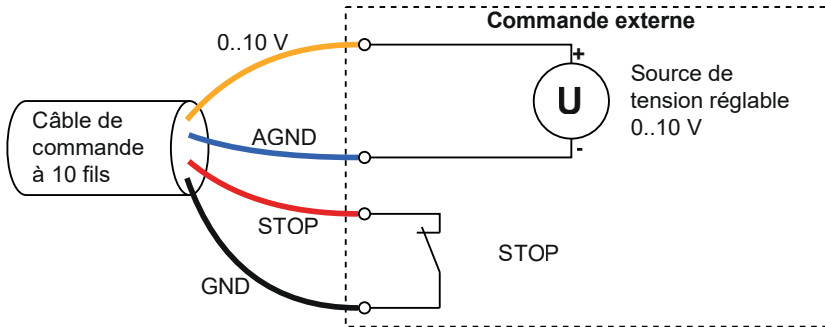 Commande externe
0..10 V
+
U
-
Source de
tension réglable
0..10 V
Câble de
commande
à 10 fils
AGND
STOP
STOP
GND